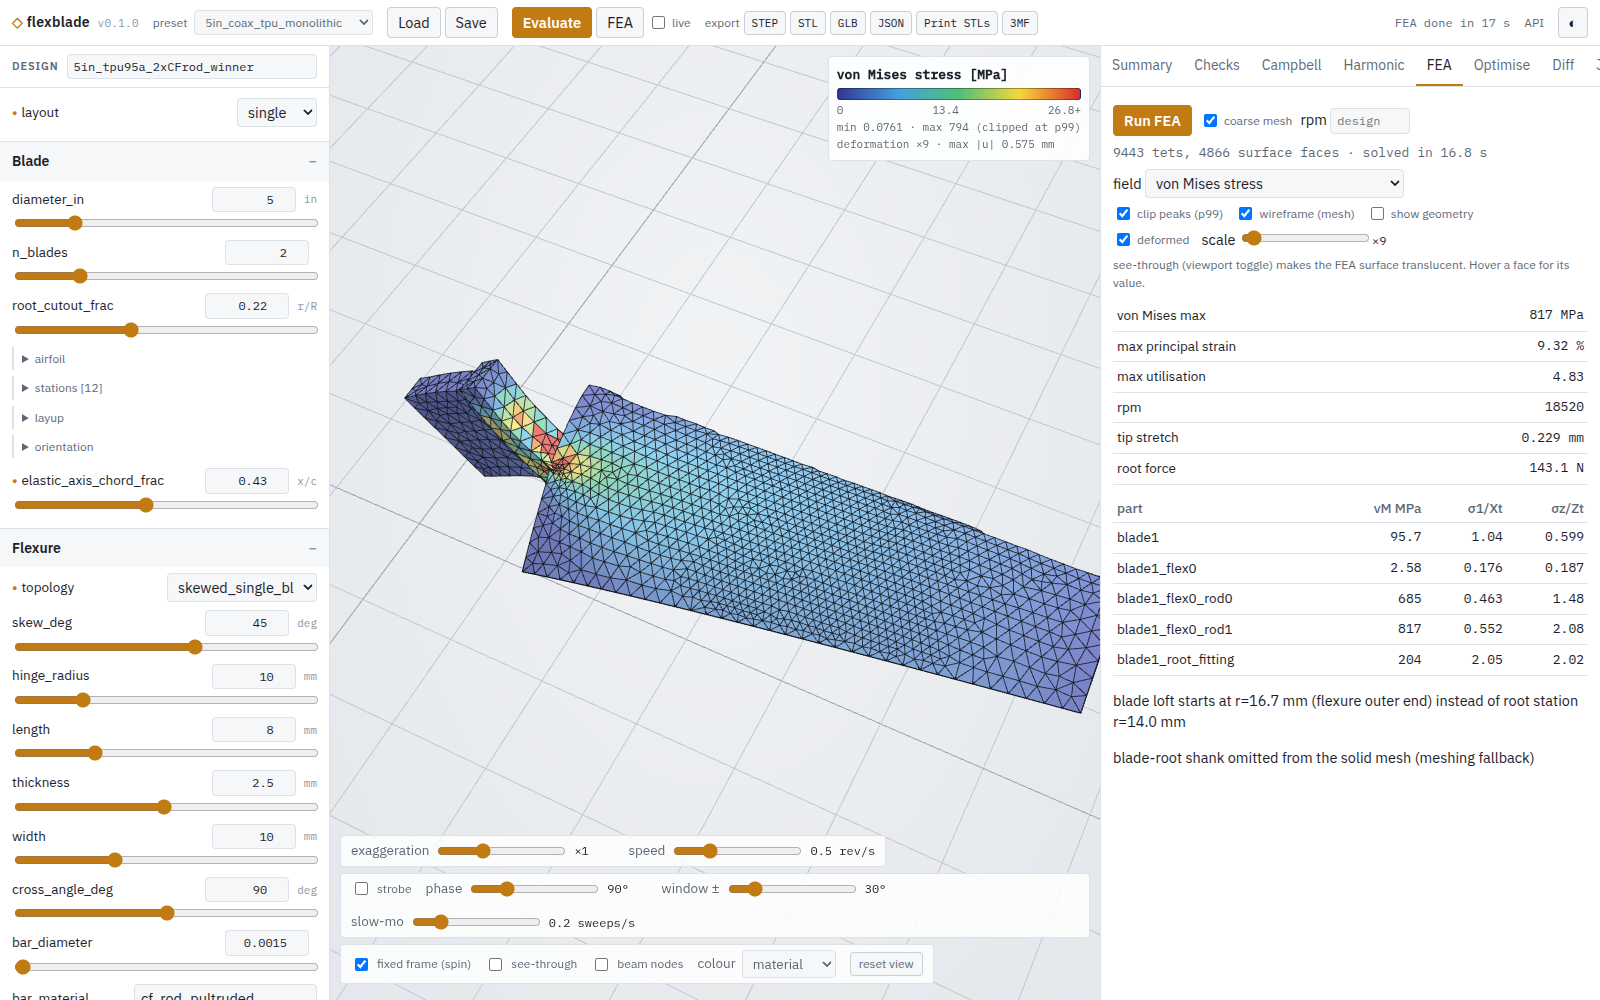 ◇ flexblade v0.1.0 preset 5in_coax_tpu_monolithic Load Save Evaluate FEA live export STEP STL GLB JSON Print STLs 3MF FEA done in 17 s API
DESIGN 5in_tpu95a_2xCFrod_winner
• layout single
Blade −
diameter_in 5 in
n_blades 2
root_cutout_frac 0.22 r/R
▶ airfoil
▶ stations [12]
▶ layup
▶ orientation
• elastic_axis_chord_frac 0.43 x/c
Flexure −
• topology skewed_single_bl
skew_deg 45 deg
hinge_radius 10 mm
length 8 mm
thickness 2.5 mm
width 10 mm
cross_angle_deg 90 deg
bar_diameter 0.0015
bar_material cf_rod_pultruded
von Mises stress [MPa]
0 13.4 26.8+
min 0.0761 · max 794 (clipped at p99)
deformation ×9 · max |u| 0.575 mm
exaggeration ×1 speed 0.5 rev/s
strobe phase 90° window ± 30°
slow-mo 0.2 sweeps/s
fixed frame (spin) see-through beam nodes colour material reset view
Summary Checks Campbell Harmonic FEA Optimise Diff
Run FEA coarse mesh rpm design
9443 tets, 4866 surface faces · solved in 16.8 s
field von Mises stress
clip peaks (p99) wireframe (mesh) show geometry
deformed scale ×9
see-through (viewport toggle) makes the FEA surface translucent. Hover a face for its
value.
von Mises max 817 MPa
max principal strain 9.32 %
max utilisation 4.83
rpm 18520
tip stretch 0.229 mm
root force 143.1 N
part vM MPa σ1/Xt σz/Zt
blade1 95.7 1.04 0.599
blade1_flex0 2.58 0.176 0.187
blade1_flex0_rod0 685 0.463 1.48
blade1_flex0_rod1 817 0.552 2.08
blade1_root_fitting 204 2.05 2.02
blade loft starts at r=16.7 mm (flexure outer end) instead of root station
r=14.0 mm
blade-root shank omitted from the solid mesh (meshing fallback)